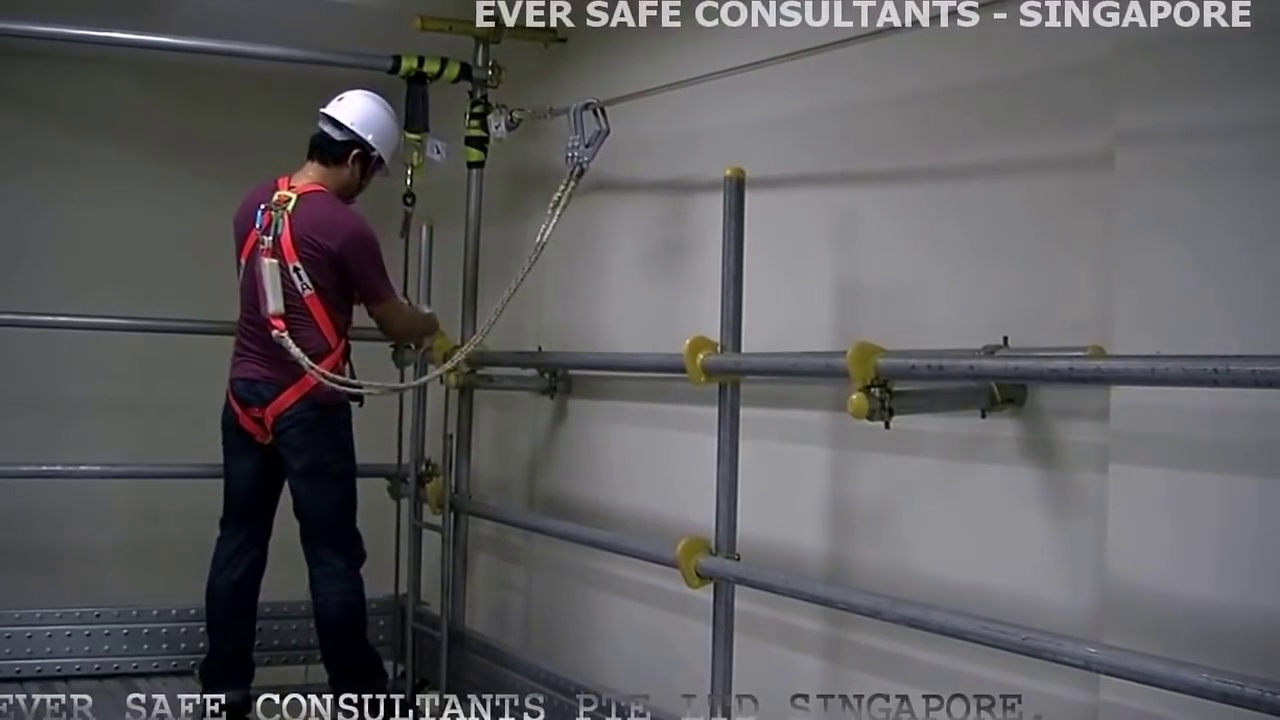 EVER SAFE CONSULTANTS - SINGAPORE
A
EVER SAFE CONSULTANTS PTE LTD SINGAPORE.